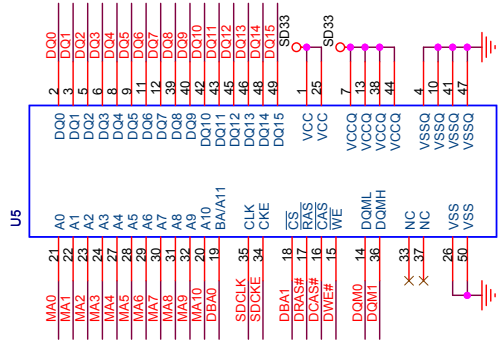 U5
MA0 21 A0 DQ0 2 DQ0
MA1 22 A1 DQ1 3 DQ1
MA2 23 A2 DQ2 5 DQ2
MA3 24 A3 DQ3 6 DQ3
MA4 27 A4 DQ4 8 DQ4
MA5 28 A5 DQ5 9 DQ5
MA6 29 A6 DQ6 11 DQ6
MA7 30 A7 DQ7 12 DQ7
MA8 31 A8 DQ8 39 DQ8
MA9 32 A9 DQ9 40 DQ9
MA10 20 A10 DQ10 42 DQ10
DBA0 19 BA/A11 DQ11 43 DQ11
DQ12 45 DQ12
SDCLK 35 CLK DQ13 46 DQ13
SDCKE 34 CKE DQ14 48 DQ14
DQ15 49 DQ15
SD33
DBA1 18 CS
DRAS# 17 RAS VCC 1
DCAS# 16 CAS VCC 25
DWE# 15 WE
SD33
VCCQ 7
DQM0 14 DQML VCCQ 13
DQM1 36 DQMH VCCQ 38
VCCQ 44
33 NC
37 NC VSSQ 4
VSSQ 10
26 VSS VSSQ 41
50 VSS VSSQ 47